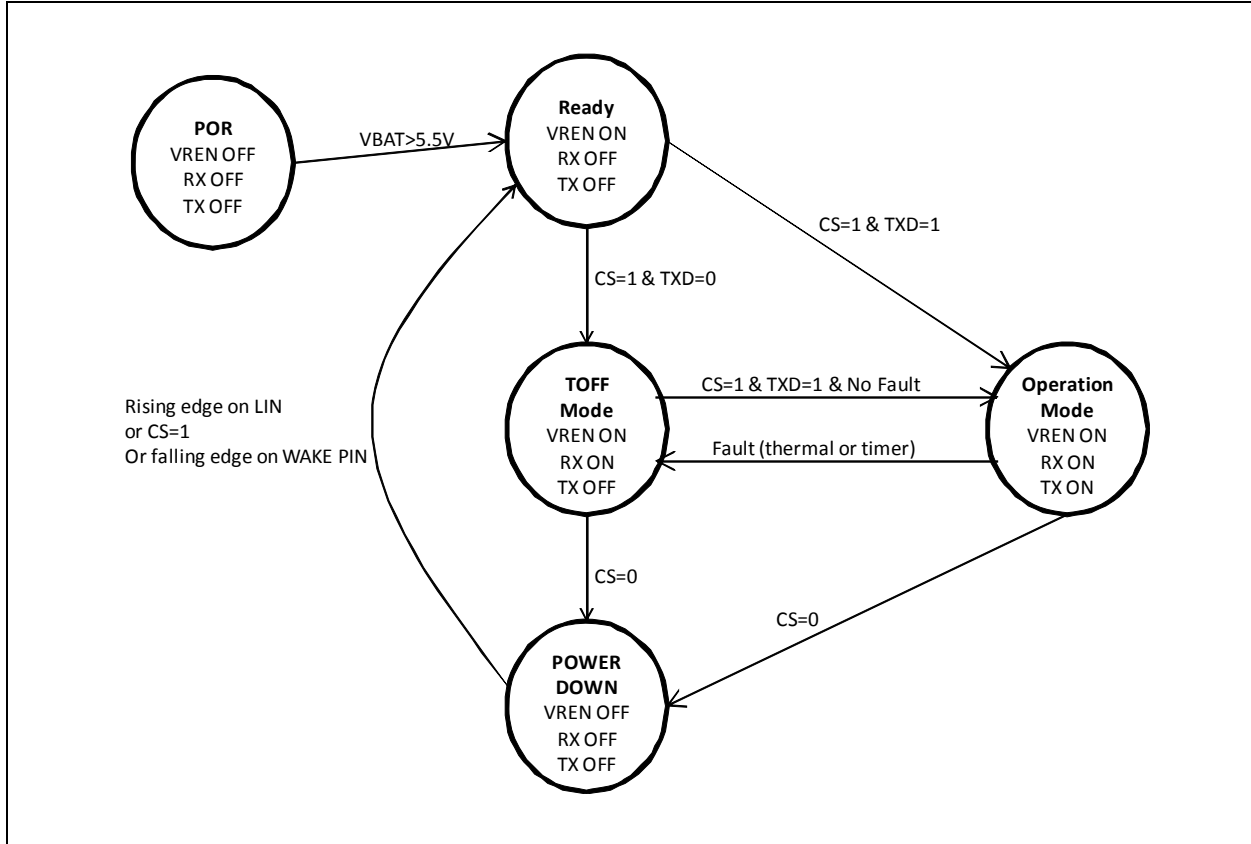 POR
VREN OFF
RX OFF
TX OFF
VBAT>5.5V
Ready
VREN ON
RX OFF
TX OFF
CS=1 & TXD=1
CS=1 & TXD=0
Rising edge on LIN
or CS=1
Or falling edge on WAKE PIN
TOFF
Mode
VREN ON
RX ON
TX OFF
CS=1 & TXD=1 & No Fault
Fault (thermal or timer)
Operation
Mode
VREN ON
RX ON
TX ON
CS=0
CS=0
POWER
DOWN
VREN OFF
RX OFF
TX OFF